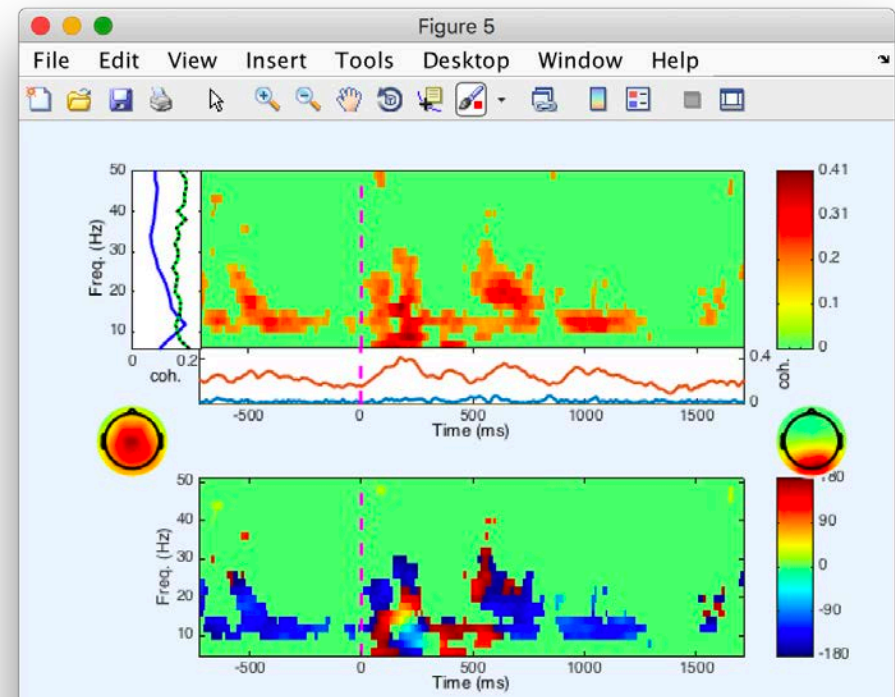 Figure 5
File Edit View Insert Tools Desktop Window Help
50
40
30
20
10
Freq. (Hz)
0 0.2
coh.
0.41
0.31
0.2
0.1
0
0.4
0
coh.
-500 0 500 1000 1500
Time (ms)
50
40
30
20
10
Freq. (Hz)
-500 0 500 1000 1500
Time (ms)
180
90
0
-90
-180